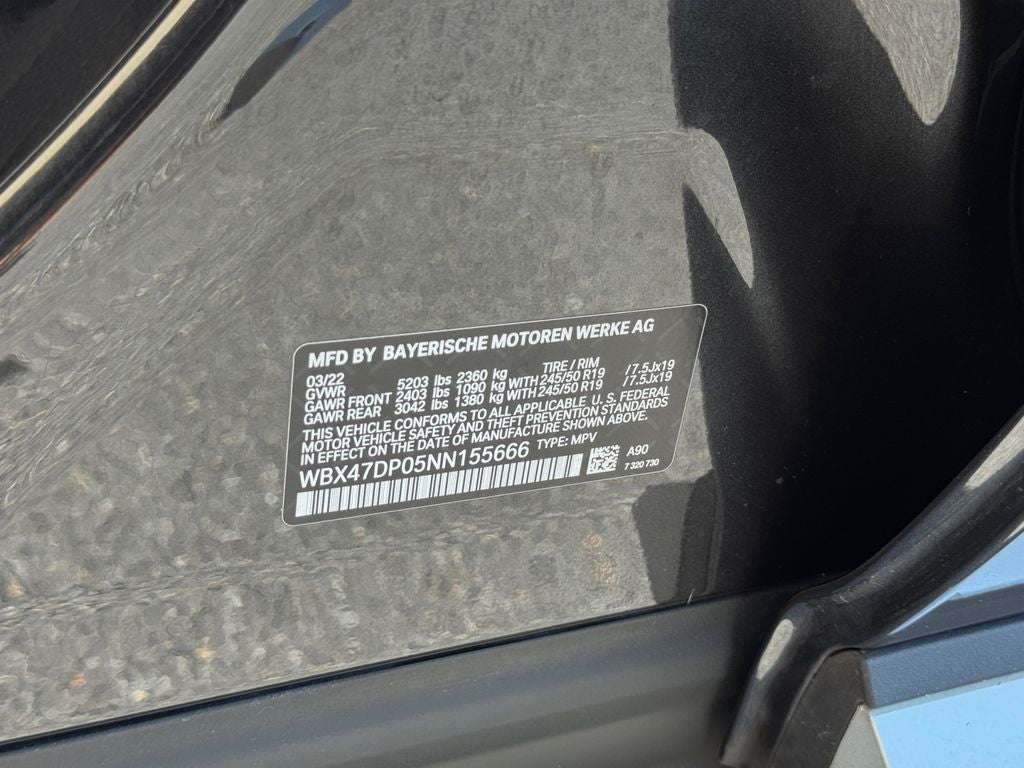 MFD BY BAYERISCHE MOTOREN WERKE AG
03/22 TIRE / RIM
GVWR 5203 lbs 2360 kg
GAWR FRONT 2403 lbs 1090 kg WITH 245/50 R19 /7.5Jx19
GAWR REAR 3042 lbs 1380 kg WITH 245/50 R19 /7.5Jx19
THIS VEHICLE CONFORMS TO ALL APPLICABLE U. S. FEDERAL
MOTOR VEHICLE SAFETY AND THEFT PREVENTION STANDARDS
IN EFFECT ON THE DATE OF MANUFACTURE SHOWN ABOVE.
WBX47DP05NN155666 TYPE: MPV
A90
7 320 730